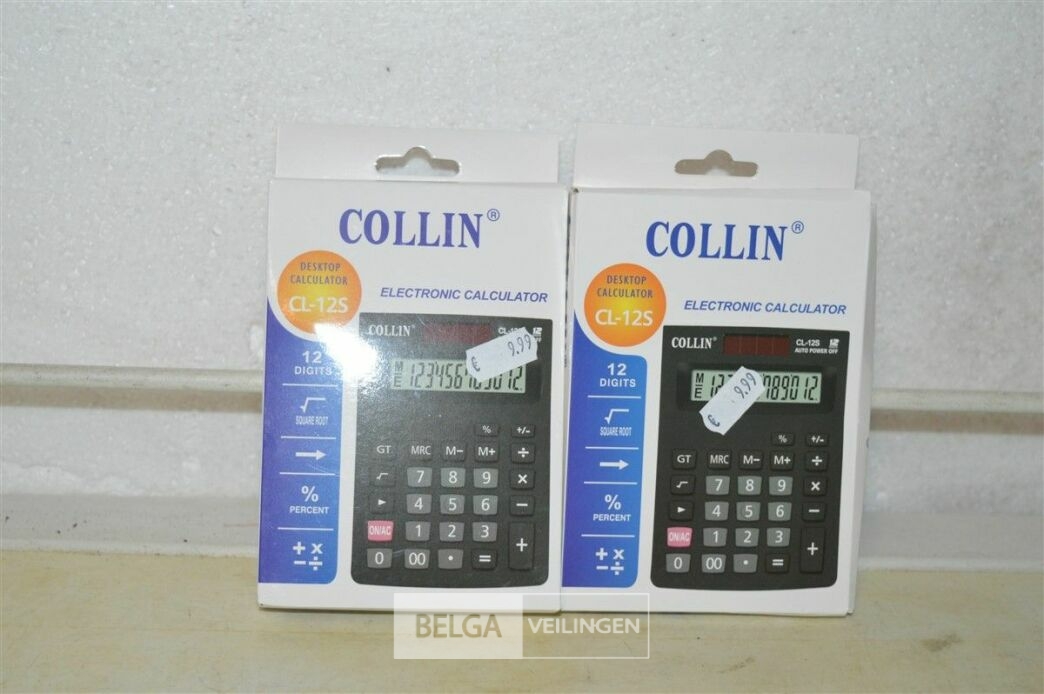 COLLIN®
DESKTOP
CALCULATOR
CL-12S
ELECTRONIC CALCULATOR
12
DIGITS
√
SQUARE ROOT
→
%
PERCENT
+ ×
− ÷
COLLIN
€ 9.99
M
E
% +/-
GT MRC M− M+ ÷
√ 7 8 9 ×
► 4 5 6 −
ON/AC 1 2 3 +
0 00 • =
COLLIN®
DESKTOP
CALCULATOR
CL-12S
ELECTRONIC CALCULATOR
12
DIGITS
√
SQUARE ROOT
→
%
PERCENT
+ ×
− ÷
COLLIN CL-12S
AUTO POWER OFF
M
E
9.99
% +/-
GT MRC M− M+ ÷
√ 7 8 9 ×
► 4 5 6 −
ON/AC 1 2 3 +
0 00 • =
BELGA VEILINGEN